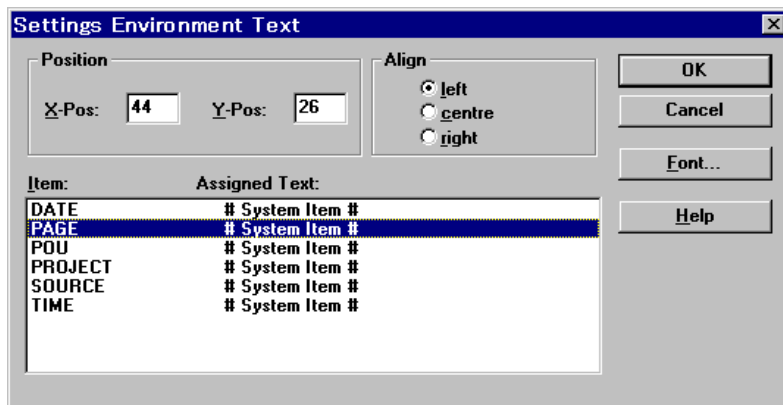 Settings Environment Text
Position
X-Pos: 44 Y-Pos: 26
Align
left
centre
right
OK
Cancel
Font...
Help
Item: Assigned Text:
DATE # System Item #
PAGE # System Item #
POU # System Item #
PROJECT # System Item #
SOURCE # System Item #
TIME # System Item #